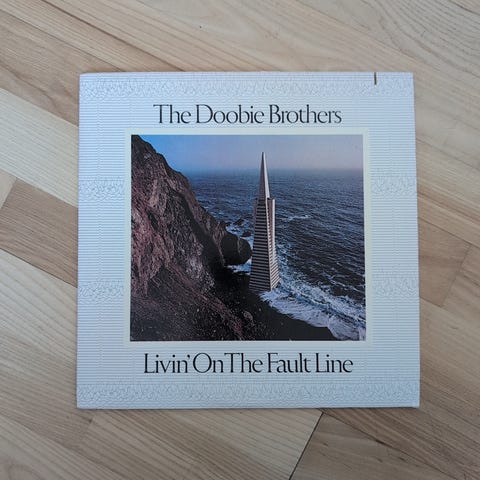 The Doobie Brothers
Livin' On The Fault Line